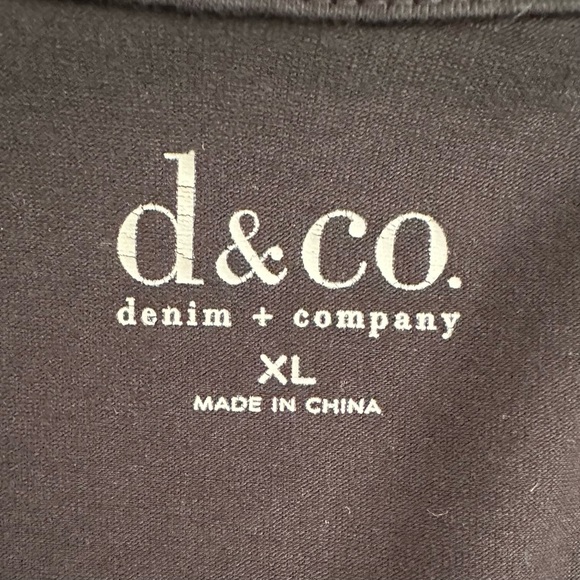 d&co.
denim + company
XL
MADE IN CHINA